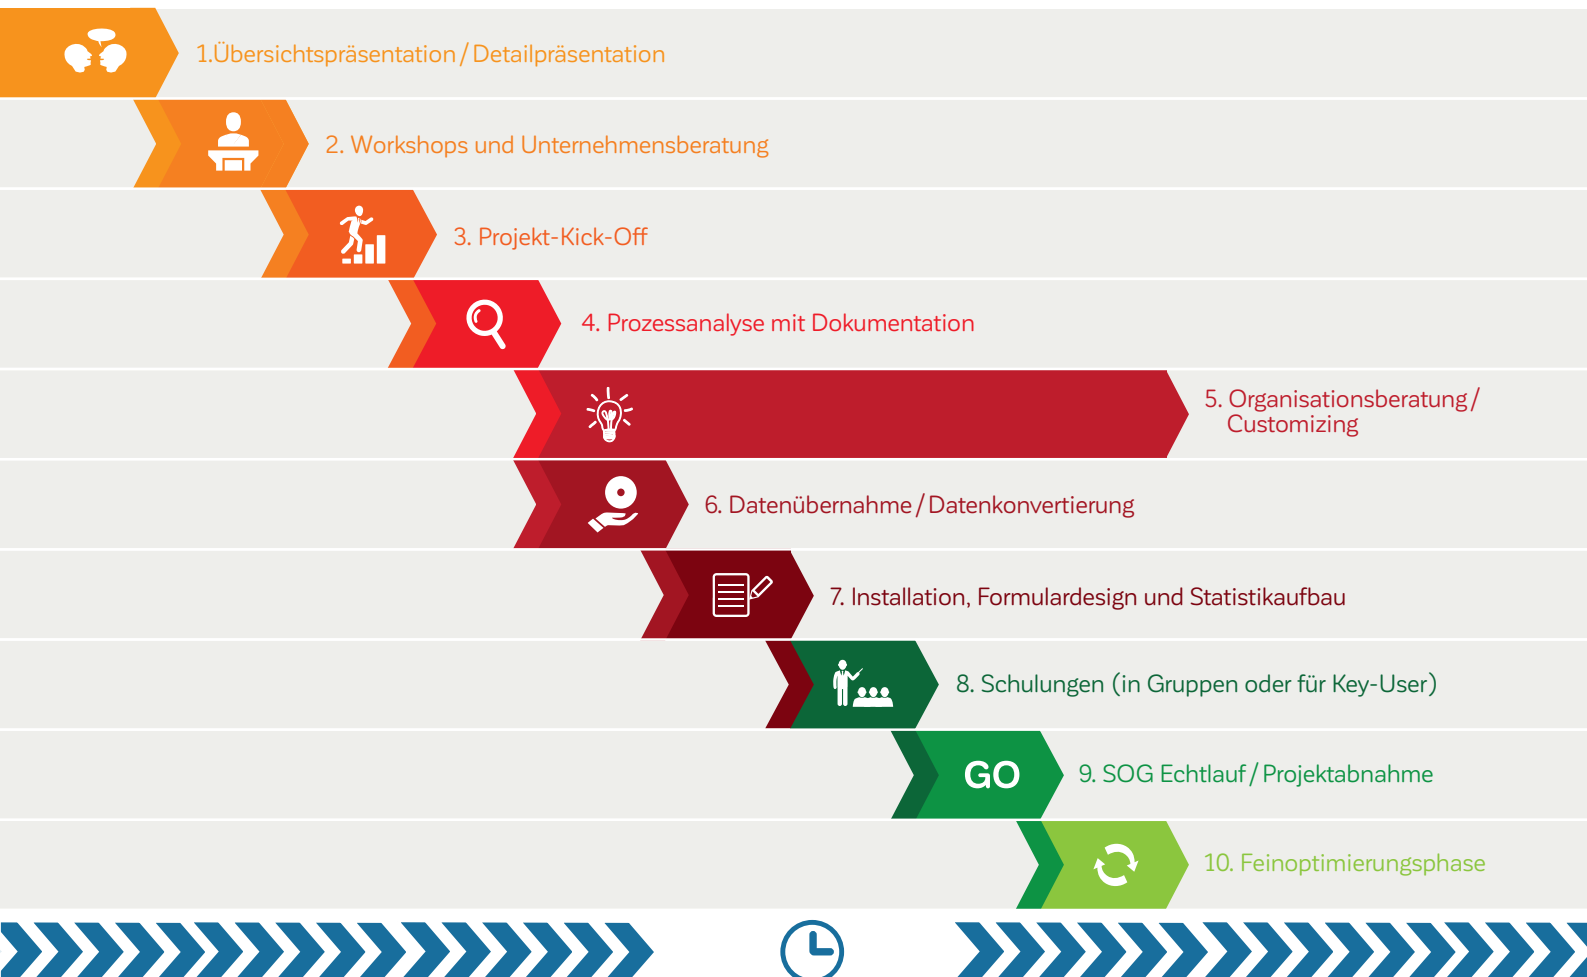 1.Übersichtspräsentation/Detailpräsentation
2. Workshops und Unternehmensberatung
3. Projekt-Kick-Off
4. Prozessanalyse mit Dokumentation
5. Organisationsberatung/
Customizing
6. Datenübernahme/Datenkonvertierung
7. Installation, Formulardesign und Statistikaufbau
8. Schulungen (in Gruppen oder für Key-User)
GO
9. SOG Echtlauf/Projektabnahme
10. Feinoptimierungsphase